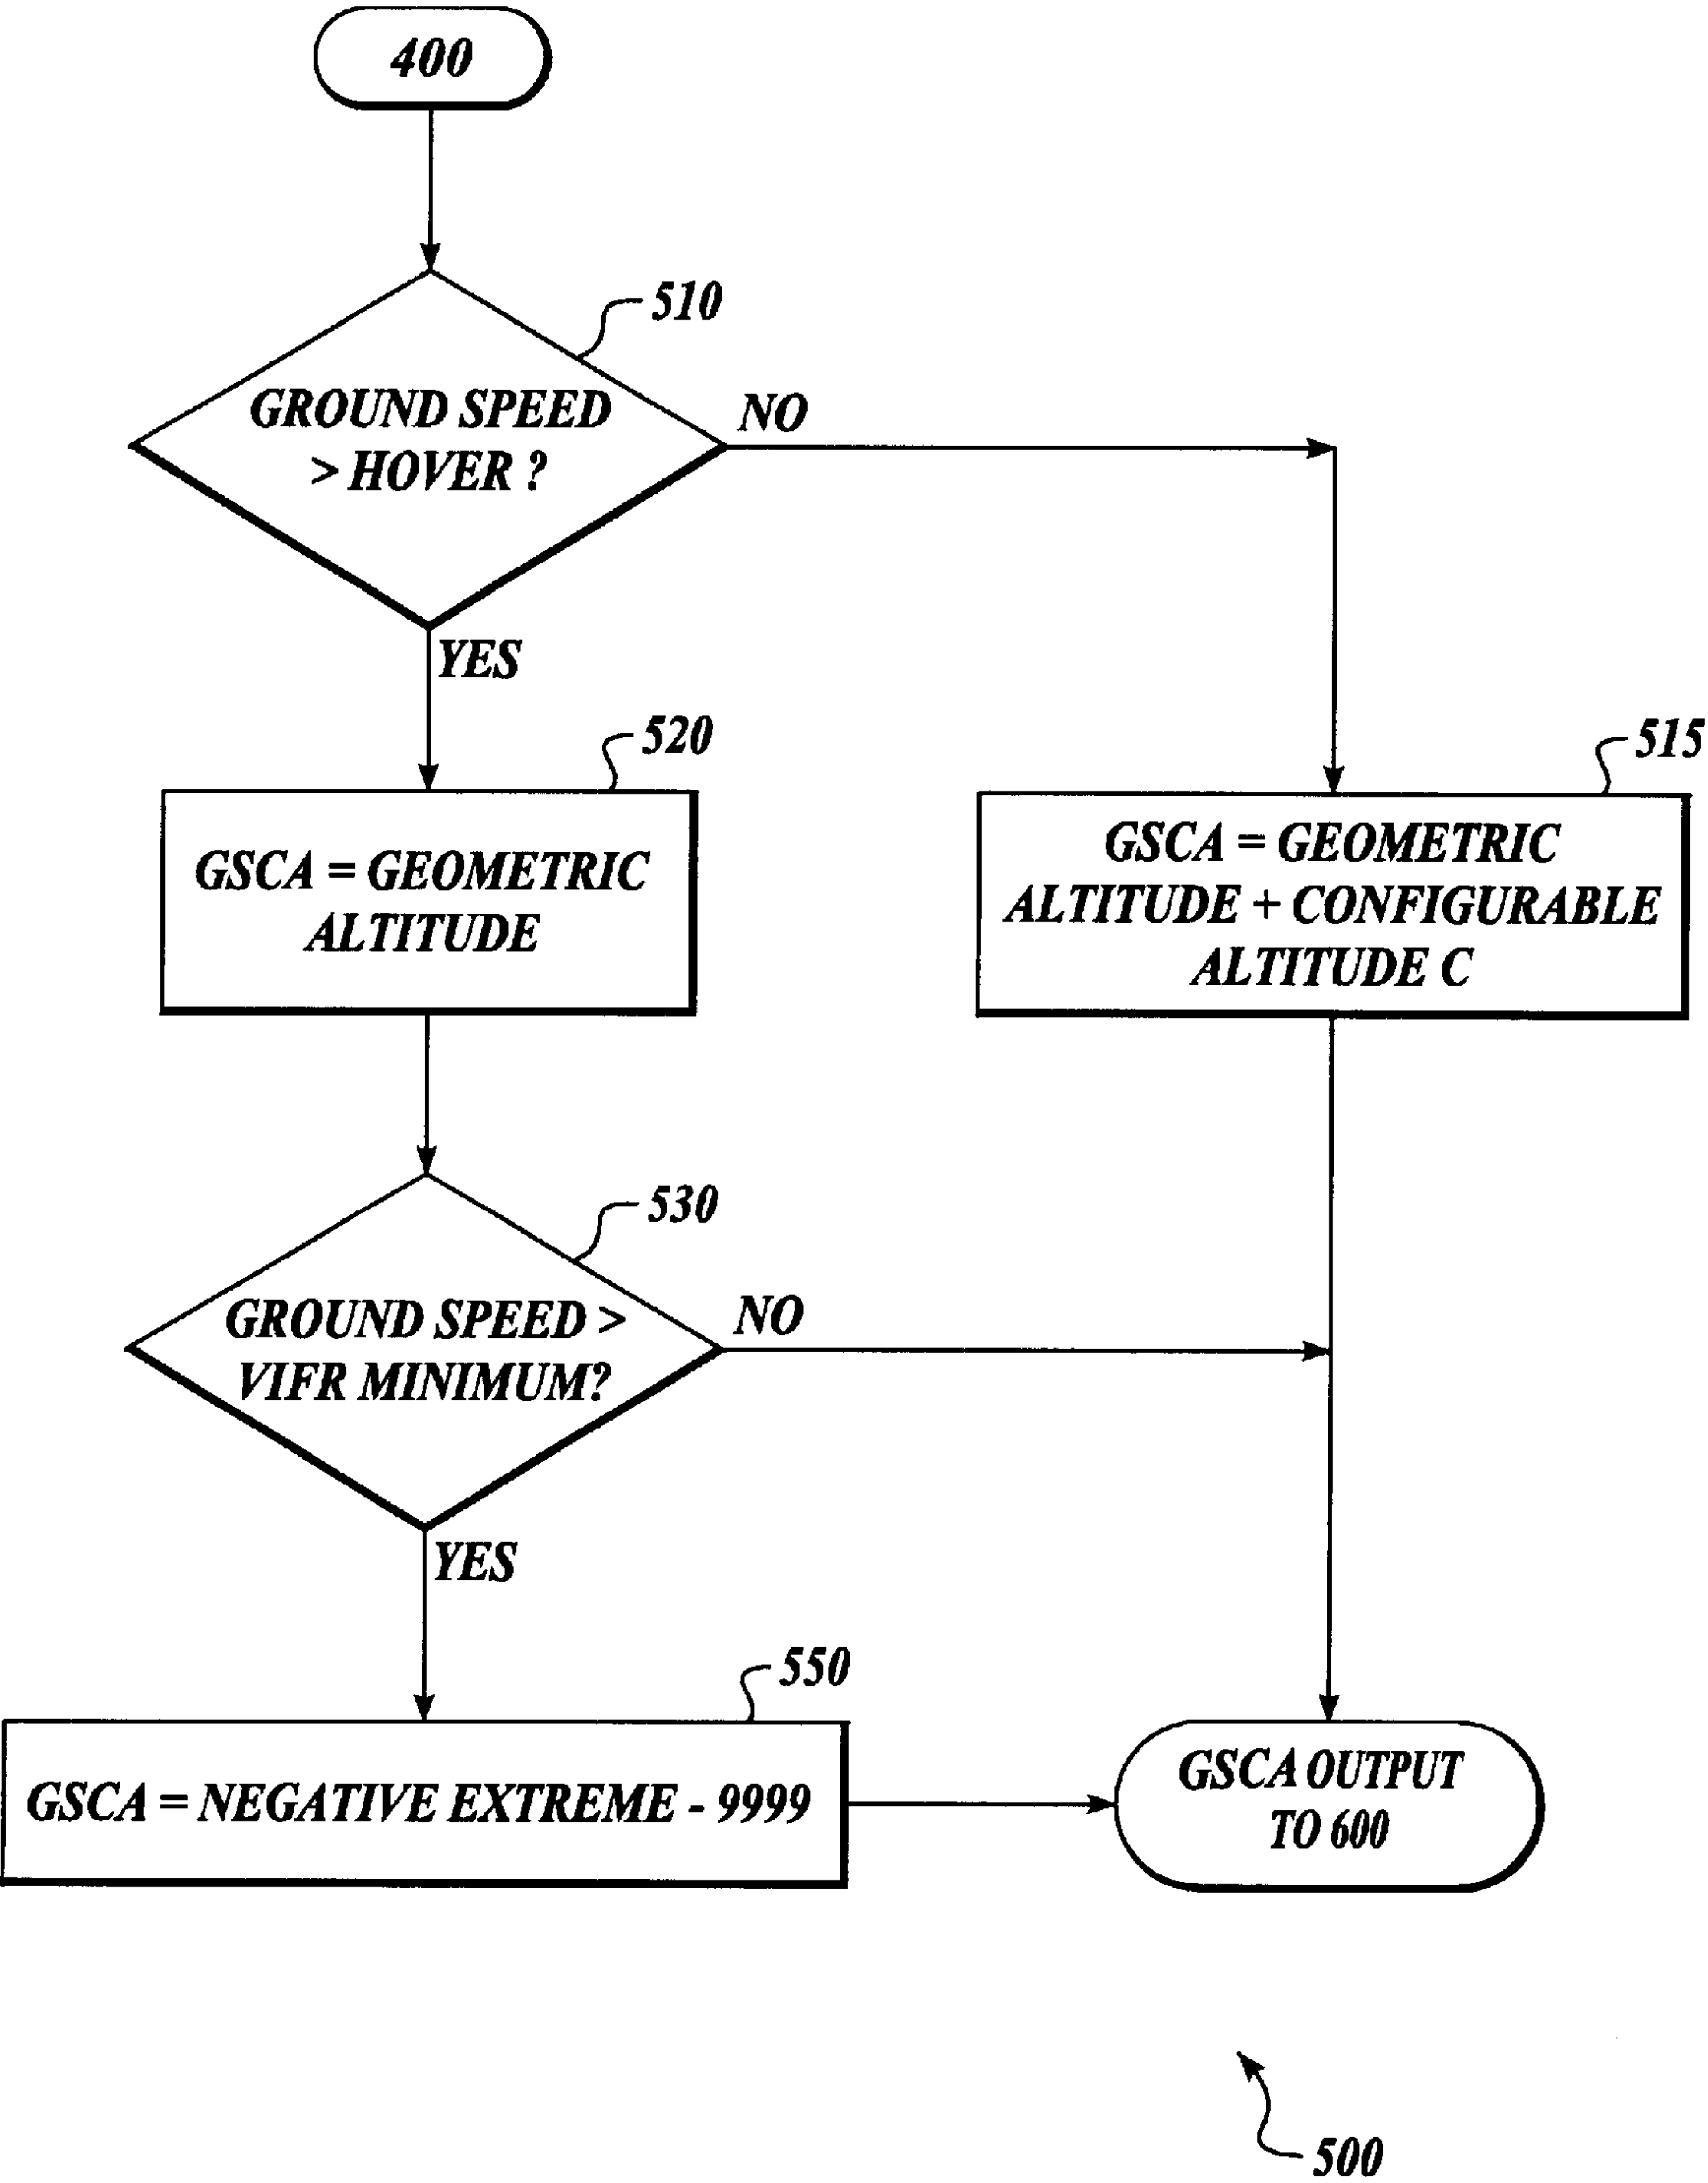 400
510
GROUND SPEED
> HOVER ?
NO
YES
520
GSCA = GEOMETRIC
ALTITUDE
515
GSCA = GEOMETRIC
ALTITUDE + CONFIGURABLE
ALTITUDE C
530
GROUND SPEED >
VIFR MINIMUM?
NO
YES
550
GSCA = NEGATIVE EXTREME - 9999
GSCA OUTPUT
TO 600
500